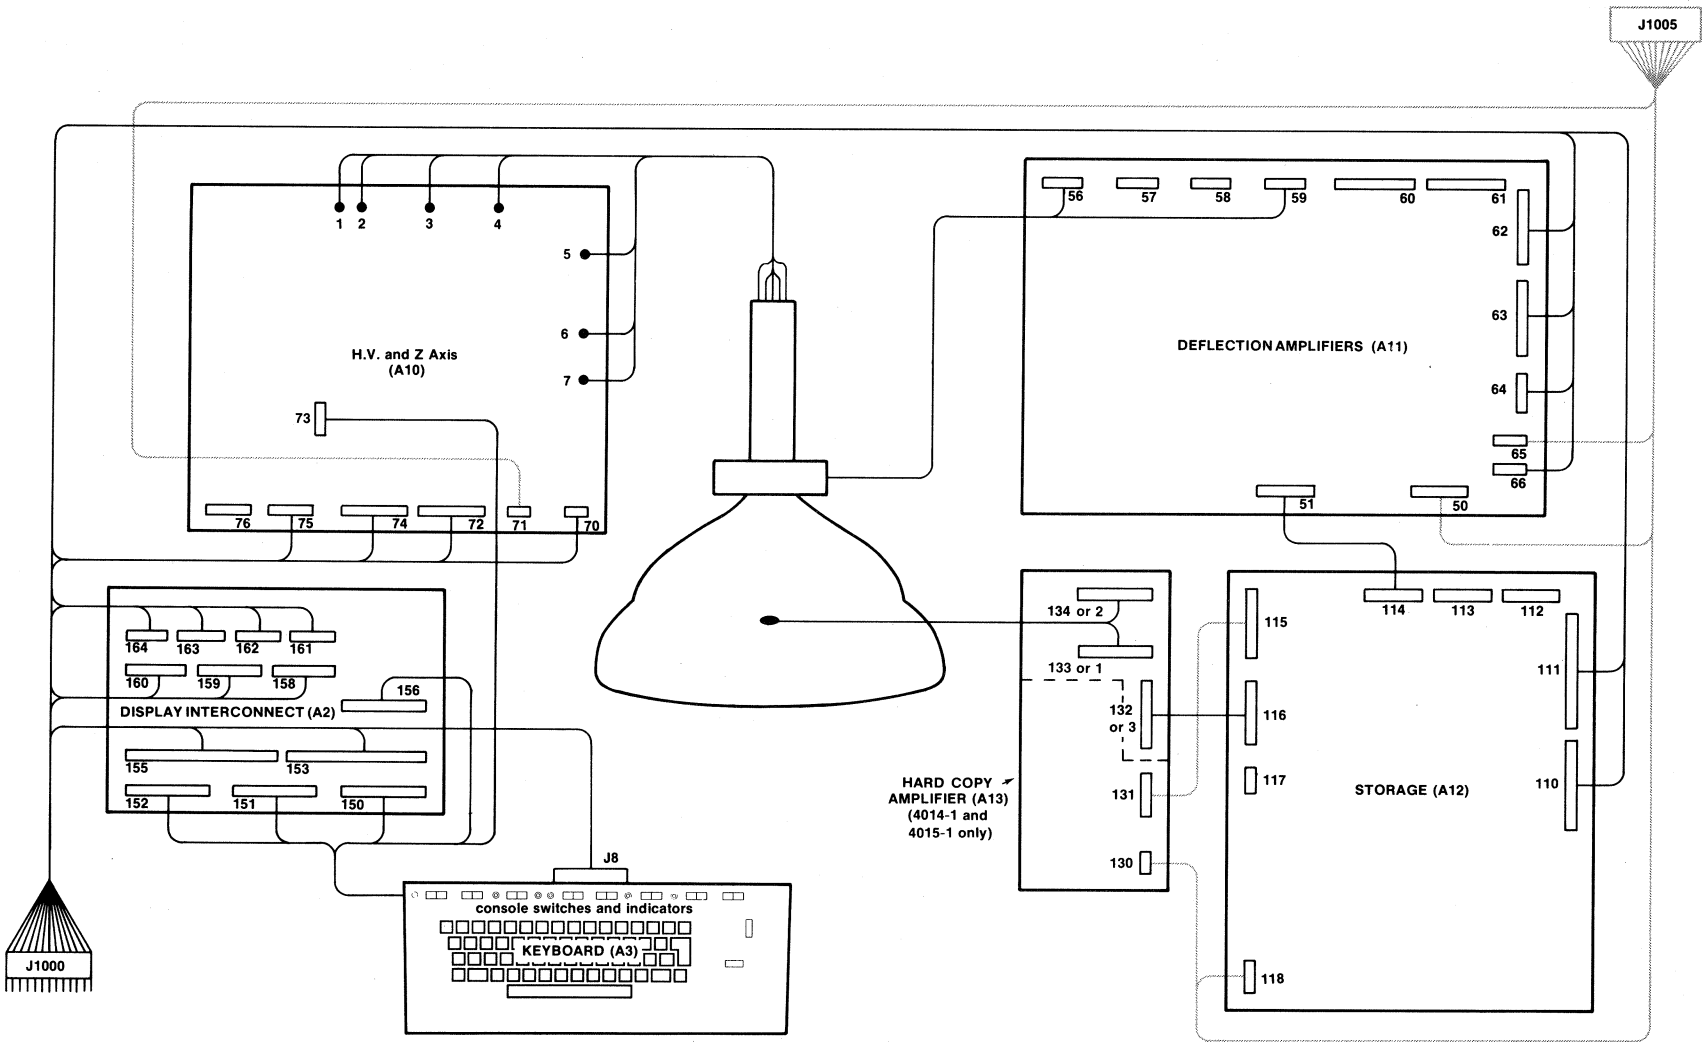 J1005
1 2 3 4
5
6
7
H.V. and Z Axis
(A10)
73
76 75 74 72 71 70
56 57 58 59 60 61
62
63
DEFLECTION AMPLIFIERS (A11)
64
65
66
51 50
164 163 162 161
160 159 158
156
DISPLAY INTERCONNECT (A2)
155 153
152 151 150
134 or 2
133 or 1
132
or 3
HARD COPY
AMPLIFIER (A13)
(4014-1 and
4015-1 only)
131
130
114 113 112
115
111
116
117
110
STORAGE (A12)
118
J8
console switches and indicators
KEYBOARD (A3)
J1000